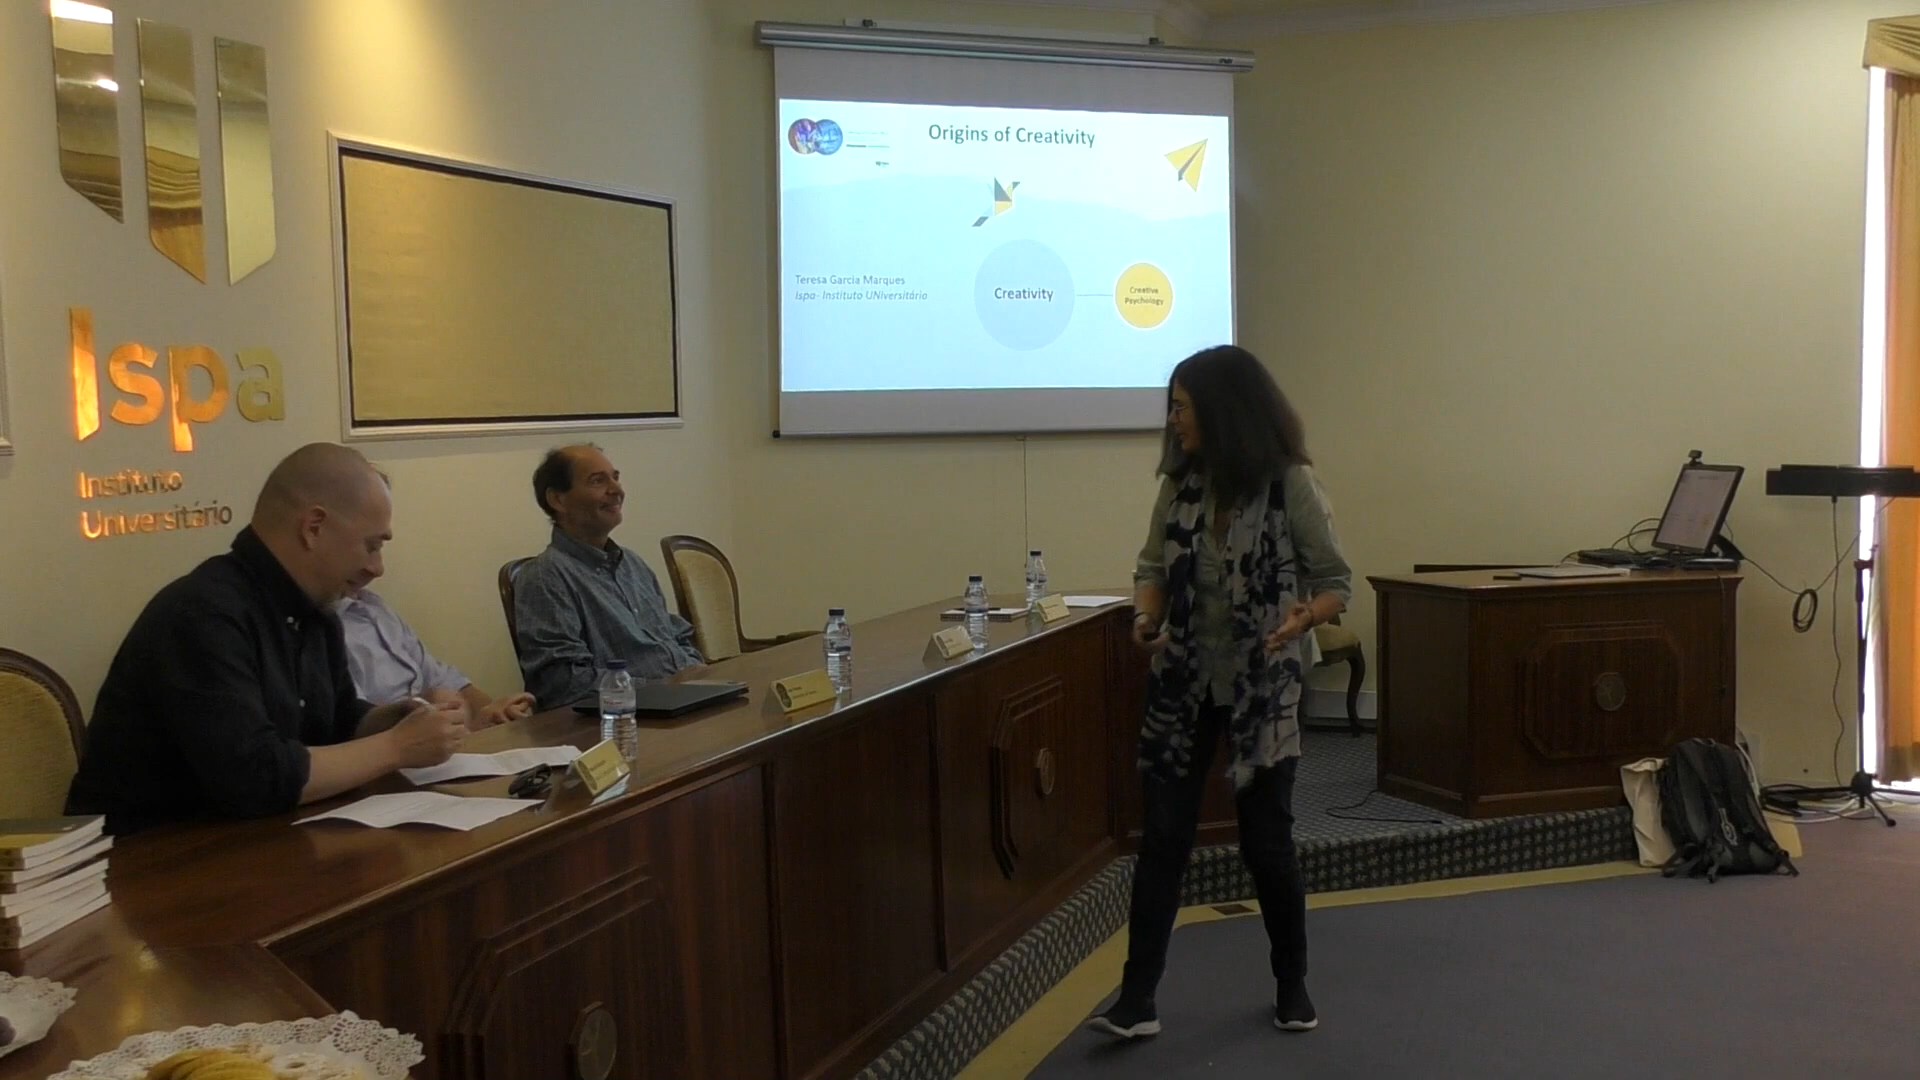 Ispa
Instituto
Universitário
Origins of Creativity
Teresa Garcia Marques
Ispa- Instituto UNiversitário
Creativity
Creative
Psychology